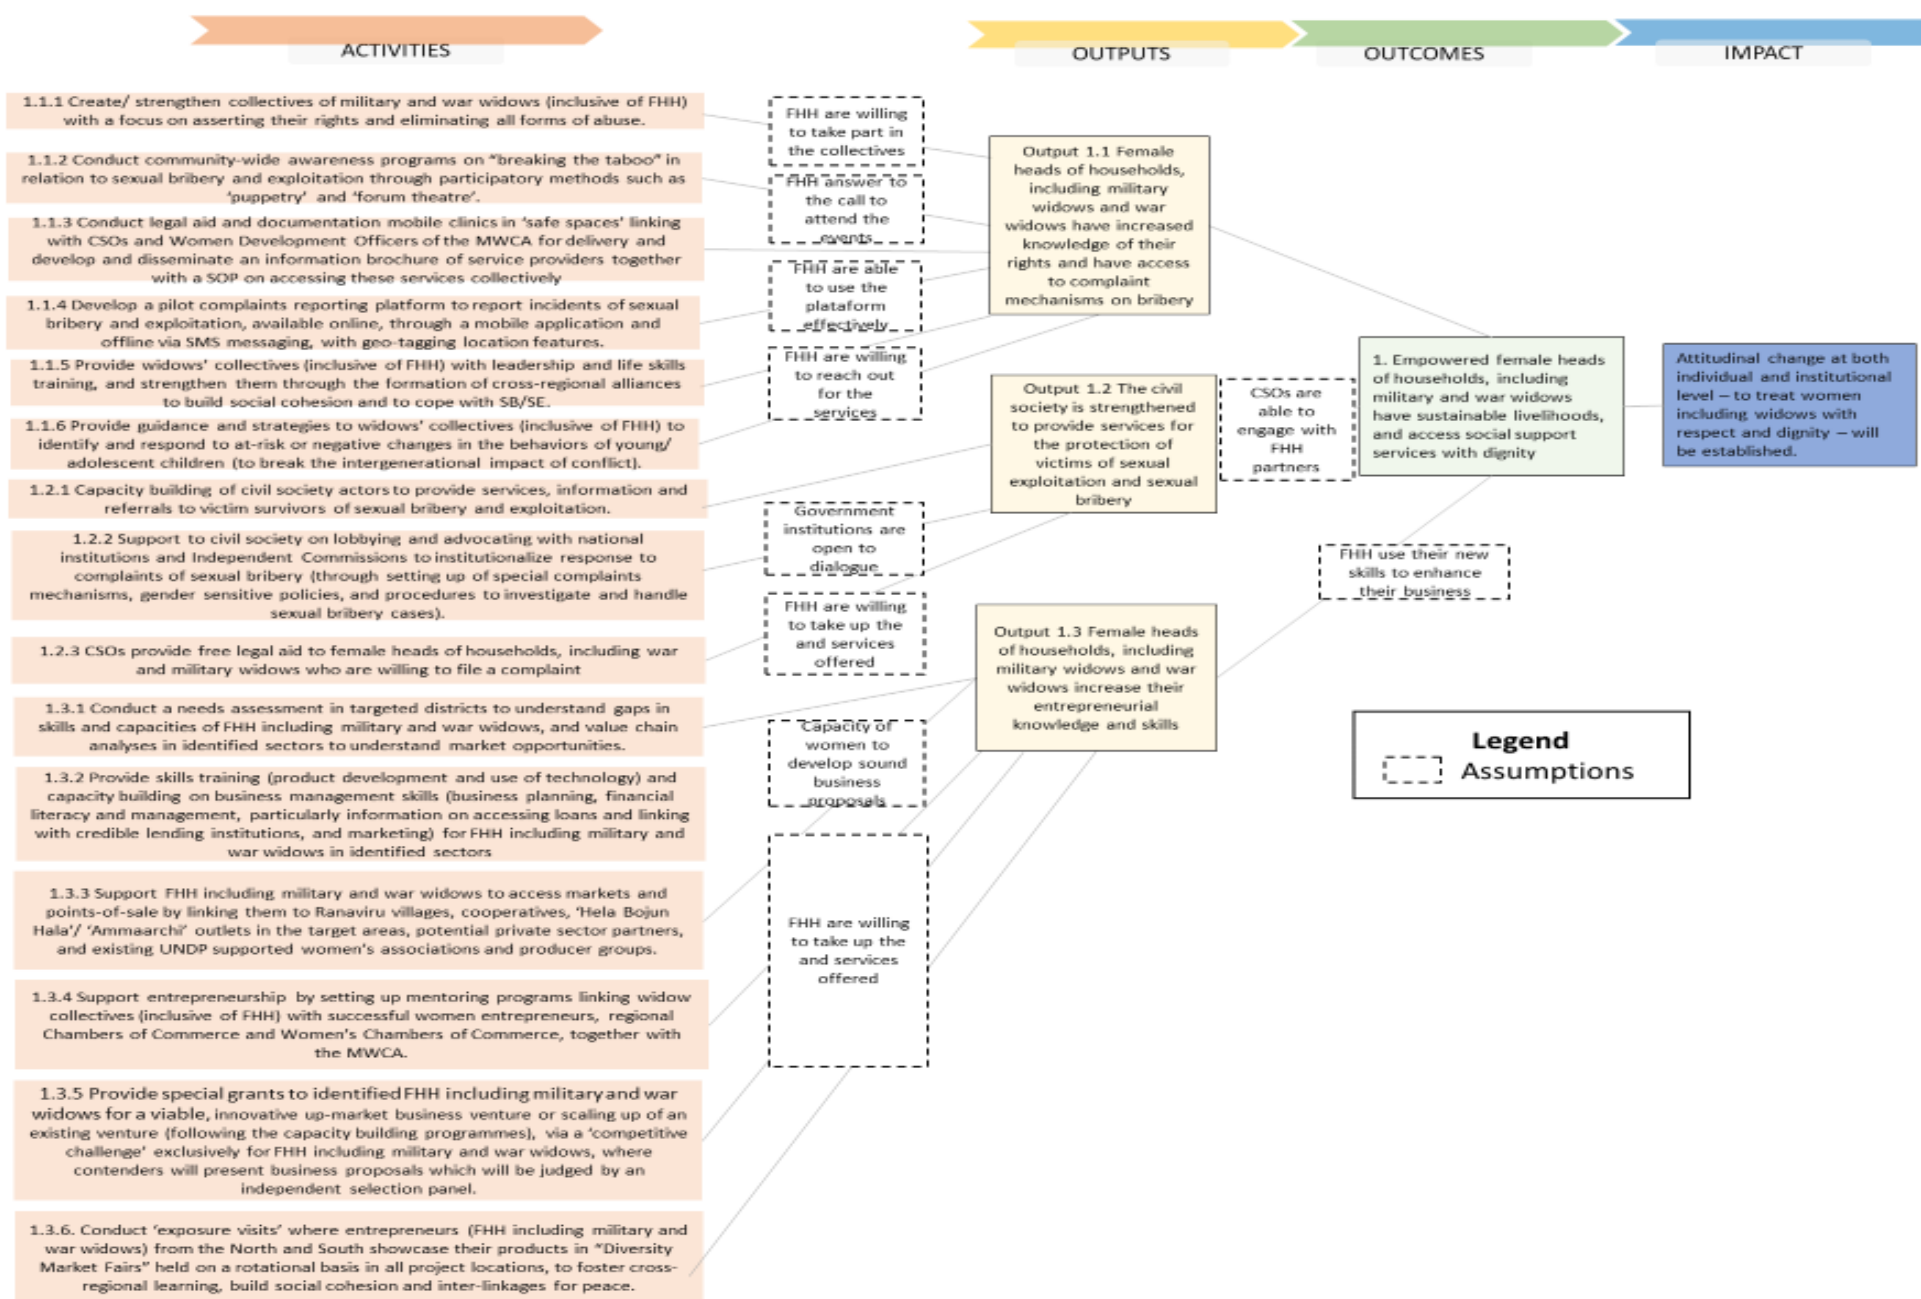 ACTIVITIES
OUTPUTS
OUTCOMES
IMPACT
1.1.1 Create/ strengthen collectives of military and war widows (inclusive of FHH)
with a focus on asserting their rights and eliminating all forms of abuse.
1.1.2 Conduct community-wide awareness programs on “breaking the taboo” in
relation to sexual bribery and exploitation through participatory methods such as
‘puppetry’ and ‘forum theatre’.
1.1.3 Conduct legal aid and documentation mobile clinics in ‘safe spaces’ linking
with CSOs and Women Development Officers of the MWCA for delivery and
develop and disseminate an information brochure of service providers together
with a SOP on accessing these services collectively
1.1.4 Develop a pilot complaints reporting platform to report incidents of sexual
bribery and exploitation, available online, through a mobile application and
offline via SMS messaging, with geo-tagging location features.
1.1.5 Provide widows’ collectives (inclusive of FHH) with leadership and life skills
training, and strengthen them through the formation of cross-regional alliances
to build social cohesion and to cope with SB/SE.
1.1.6 Provide guidance and strategies to widows’ collectives (inclusive of FHH) to
identify and respond to at-risk or negative changes in the behaviors of young/
adolescent children (to break the intergenerational impact of conflict).
1.2.1 Capacity building of civil society actors to provide services, information and
referrals to victim survivors of sexual bribery and exploitation.
1.2.2 Support to civil society on lobbying and advocating with national
institutions and Independent Commissions to institutionalize response to
complaints of sexual bribery (through setting up of special complaints
mechanisms, gender sensitive policies, and procedures to investigate and handle
sexual bribery cases).
1.2.3 CSOs provide free legal aid to female heads of households, including war
and military widows who are willing to file a complaint
1.3.1 Conduct a needs assessment in targeted districts to understand gaps in
skills and capacities of FHH including military and war widows, and value chain
analyses in identified sectors to understand market opportunities.
1.3.2 Provide skills training (product development and use of technology) and
capacity building on business management skills (business planning, financial
literacy and management, particularly information on accessing loans and linking
with credible lending institutions, and marketing) for FHH including military and
war widows in identified sectors
1.3.3 Support FHH including military and war widows to access markets and
points-of-sale by linking them to Ranaviru villages, cooperatives, ‘Hela Bojun
Hala’/ ‘Ammaarchi’ outlets in the target areas, potential private sector partners,
and existing UNDP supported women’s associations and producer groups.
1.3.4 Support entrepreneurship by setting up mentoring programs linking widow
collectives (inclusive of FHH) with successful women entrepreneurs, regional
Chambers of Commerce and Women’s Chambers of Commerce, together with
the MWCA.
1.3.5 Provide special grants to identified FHH including military and war
widows for a viable, innovative up-market business venture or scaling up of an
existing venture (following the capacity building programmes), via a ‘competitive
challenge’ exclusively for FHH including military and war widows, where
contenders will present business proposals which will be judged by an
independent selection panel.
1.3.6. Conduct ‘exposure visits’ where entrepreneurs (FHH including military and
war widows) from the North and South showcase their products in “Diversity
Market Fairs” held on a rotational basis in all project locations, to foster cross-
regional learning, build social cohesion and inter-linkages for peace.
FHH are willing
to take part in
the collectives
FHH answer to
the call to
attend the
events
FHH are able
to use the
plataform
effectively
FHH are willing
to reach out
for the
services
Government
institutions are
open to
dialogue
FHH are willing
to take up the
and services
offered
Capacity of
women to
develop sound
business
proposals
FHH are willing
to take up the
and services
offered
Output 1.1 Female
heads of households,
including military
widows and war
widows have increased
knowledge of their
rights and have access
to complaint
mechanisms on bribery
Output 1.2 The civil
society is strengthened
to provide services for
the protection of
victims of sexual
exploitation and sexual
bribery
Output 1.3 Female heads
of households, including
military widows and war
widows increase their
entrepreneurial
knowledge and skills
CSOs are
able to
engage with
FHH
partners
1. Empowered female heads
of households, including
military and war widows
have sustainable livelihoods,
and access social support
services with dignity
FHH use their new
skills to enhance
their business
Attitudinal change at both
individual and institutional
level – to treat women
including widows with
respect and dignity – will
be established.
Legend
Assumptions